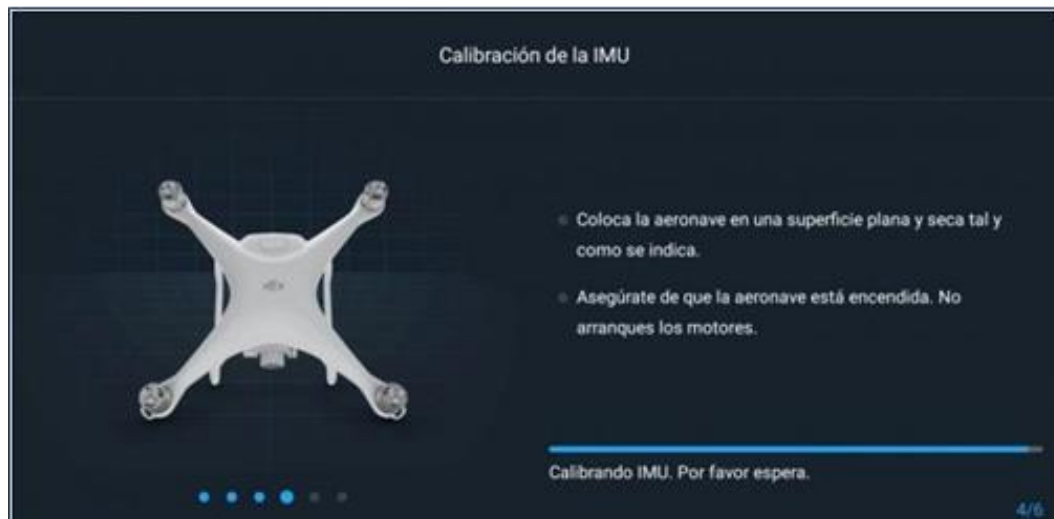 Calibración de la IMU
Coloca la aeronave en una superficie plana y seca tal y
como se indica.
Asegúrate de que la aeronave está encendida. No
arranques los motores.
Calibrando IMU. Por favor espera.
4/6